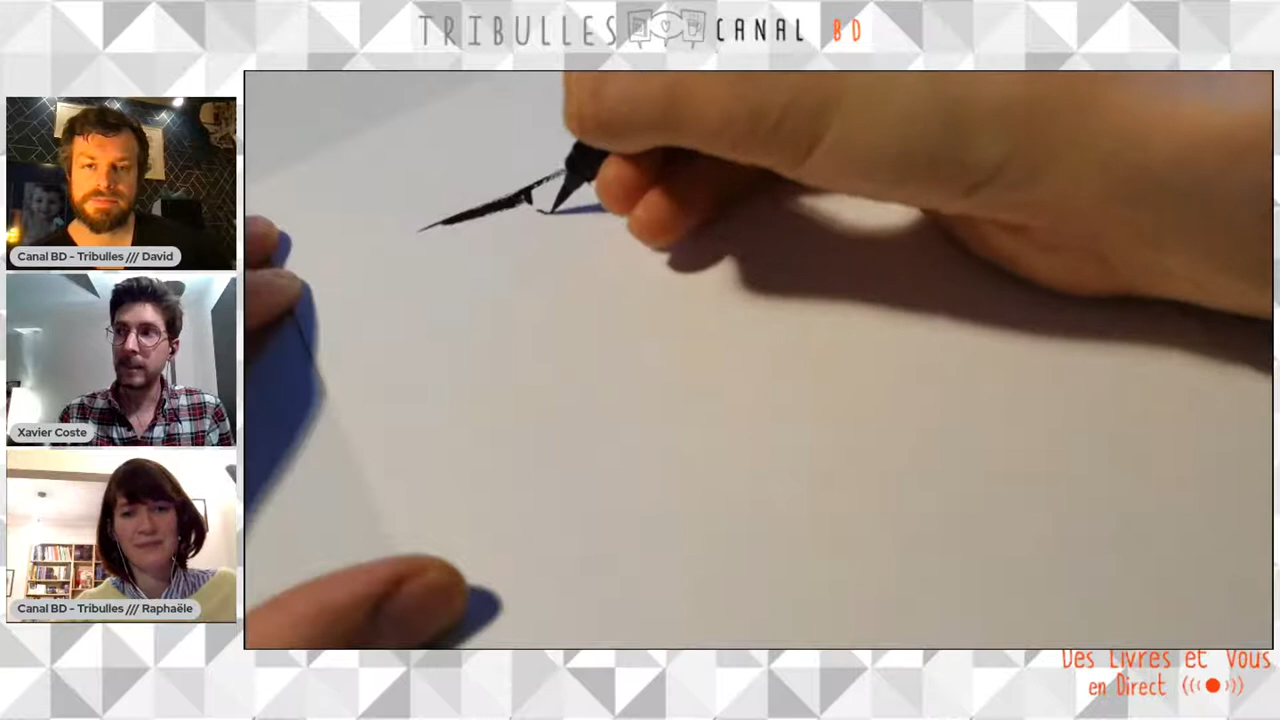 TRIBULLES CANAL BD
Canal BD - Tribulles /// David
Xavier Coste
Canal BD - Tribulles /// Raphaële
Des Livres et Vous
en Direct